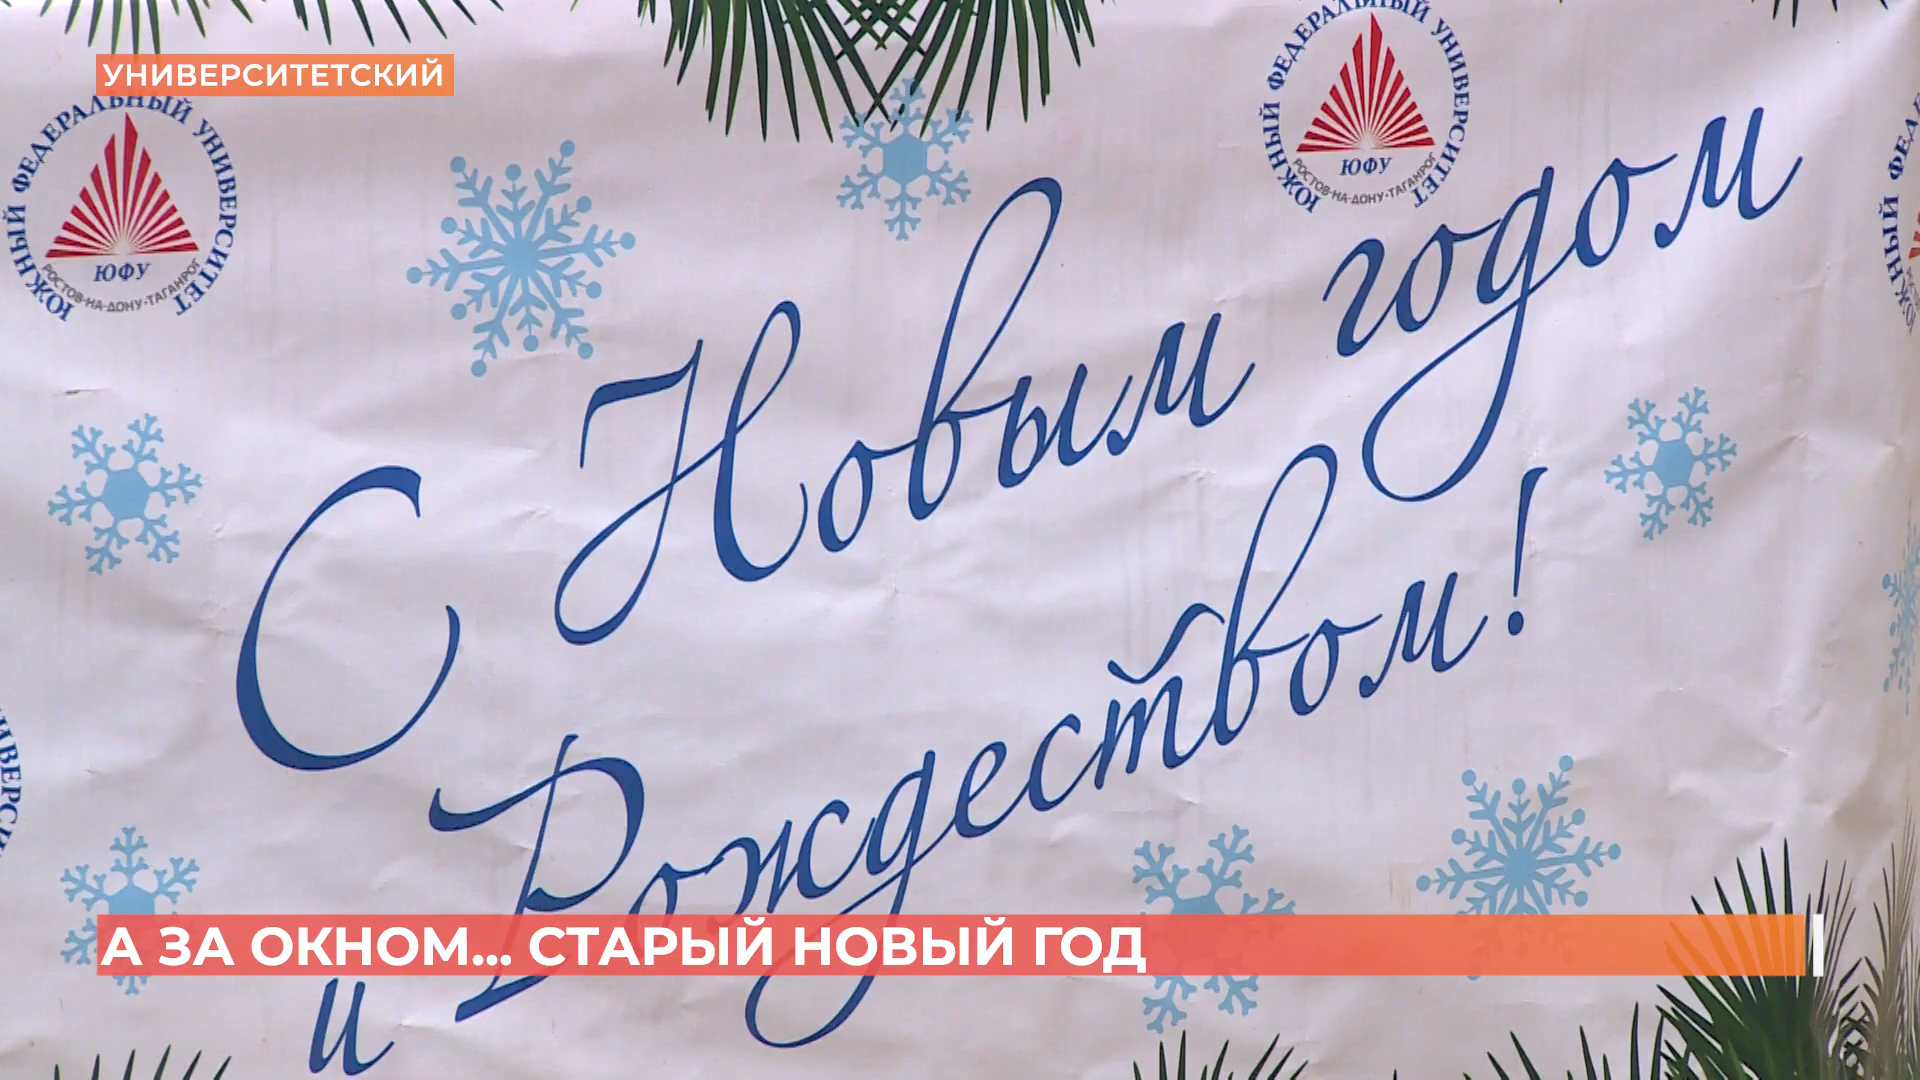 УНИВЕРСИТЕТСКИЙ
ЮЖНЫЙ ФЕДЕРАЛЬНЫЙ УНИВЕРСИТЕТ
ЮФУ
РОСТОВ-НА-ДОНУ-ТАГАНРОГ
ЮЖНЫЙ ФЕДЕРАЛЬНЫЙ УНИВЕРСИТЕТ
ЮФУ
РОСТОВ-НА-ДОНУ-ТАГАНРОГ
С Новым годом
и Рождеством!
А ЗА ОКНОМ... СТАРЫЙ НОВЫЙ ГОД